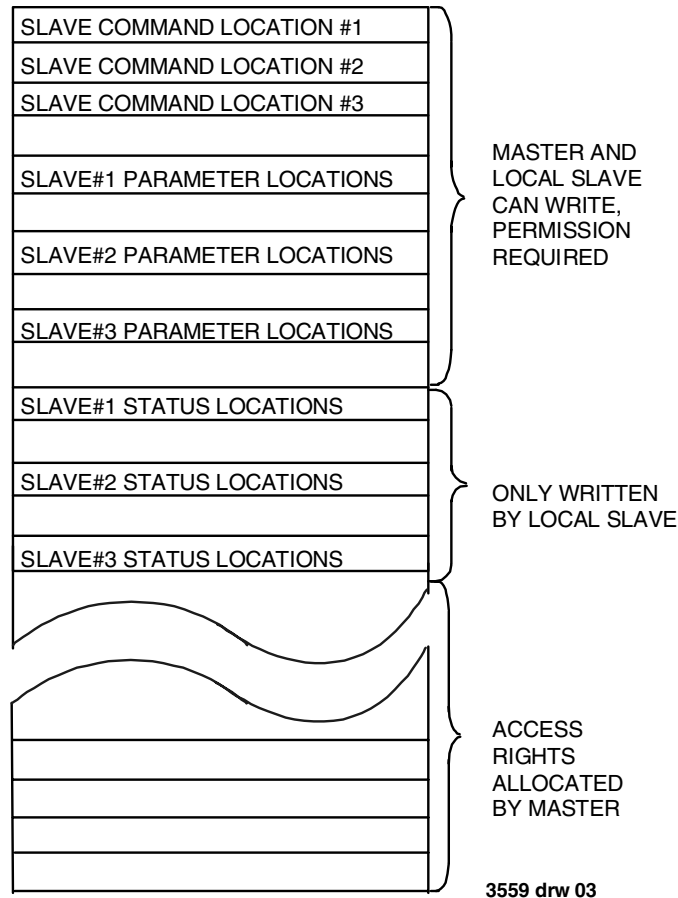 SLAVE COMMAND LOCATION #1
SLAVE COMMAND LOCATION #2
SLAVE COMMAND LOCATION #3
SLAVE#1 PARAMETER LOCATIONS
SLAVE#2 PARAMETER LOCATIONS
SLAVE#3 PARAMETER LOCATIONS
MASTER AND
LOCAL SLAVE
CAN WRITE,
PERMISSION
REQUIRED
SLAVE#1 STATUS LOCATIONS
SLAVE#2 STATUS LOCATIONS
SLAVE#3 STATUS LOCATIONS
ONLY WRITTEN
BY LOCAL SLAVE
ACCESS
RIGHTS
ALLOCATED
BY MASTER
3559 drw 03